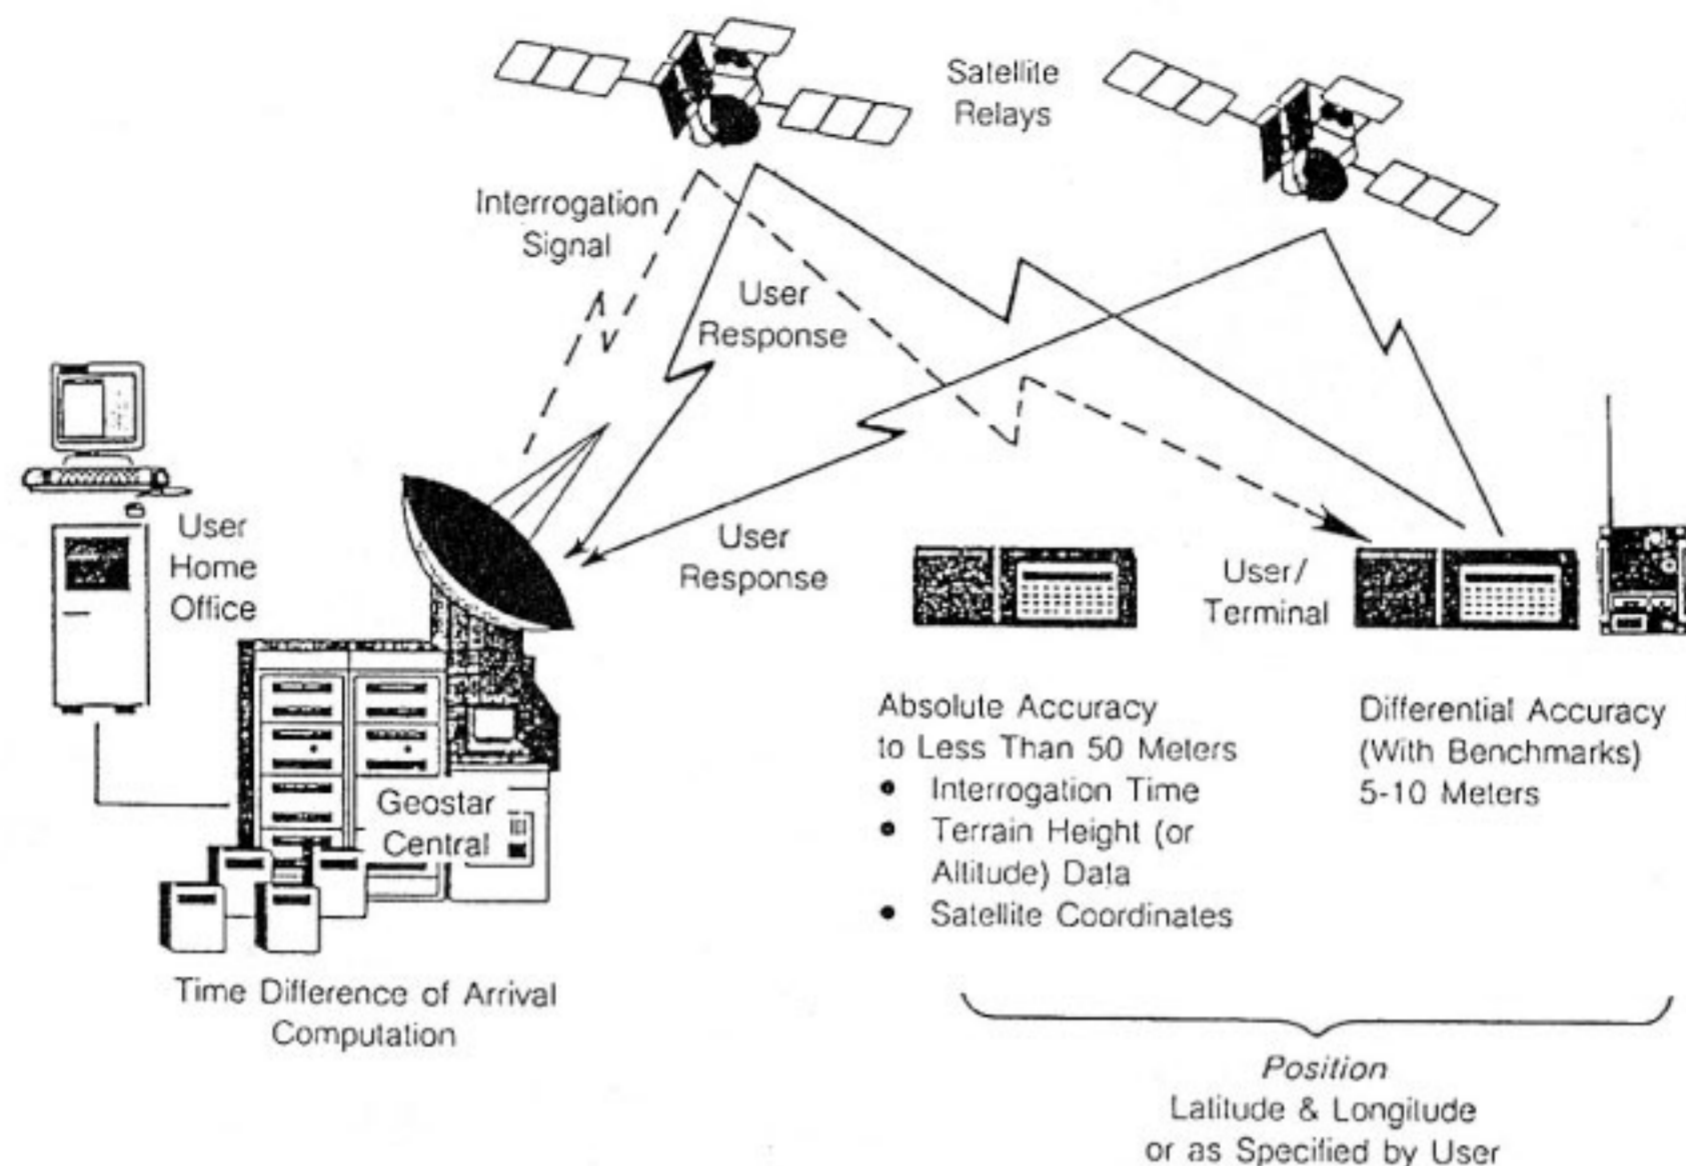 Satellite
Relays
Interrogation
Signal
User
Response
User
Home
Office
User
Response
User/
Terminal
Geostar
Central
Time Difference of Arrival
Computation
Absolute Accuracy
to Less Than 50 Meters
• Interrogation Time
• Terrain Height (or
Altitude) Data
• Satellite Coordinates
Differential Accuracy
(With Benchmarks)
5-10 Meters
Position
Latitude & Longitude
or as Specified by User